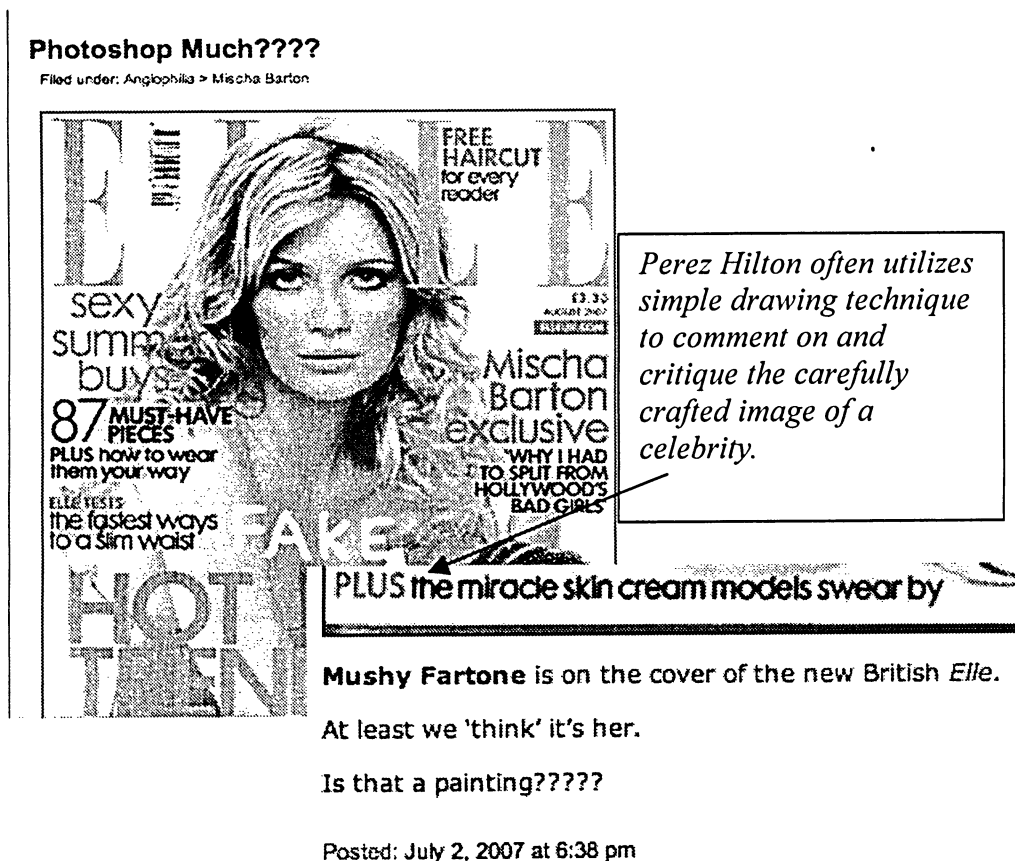 Photoshop Much????
Filed under: Anglophilia > Mischa Barton
ELLE
FREE
HAIRCUT
for every
reader
sexy
summ
buys
87 MUST-HAVE
PIECES
PLUS how to wear
them your way
ELLE TESTS
the fastest ways
to a slim waist
£3.30
AUGUST 2007
Mischa
Barton
exclusive
'WHY I HAD
TO SPLIT FROM
HOLLYWOOD'S
BAD GIRLS'
FAKE
HOT
TREN
Perez Hilton often utilizes
simple drawing technique
to comment on and
critique the carefully
crafted image of a
celebrity.
PLUS the miracle skin cream models swear by
Mushy Fartone is on the cover of the new British Elle.
At least we 'think' it's her.
Is that a painting?????
Posted: July 2, 2007 at 6:38 pm